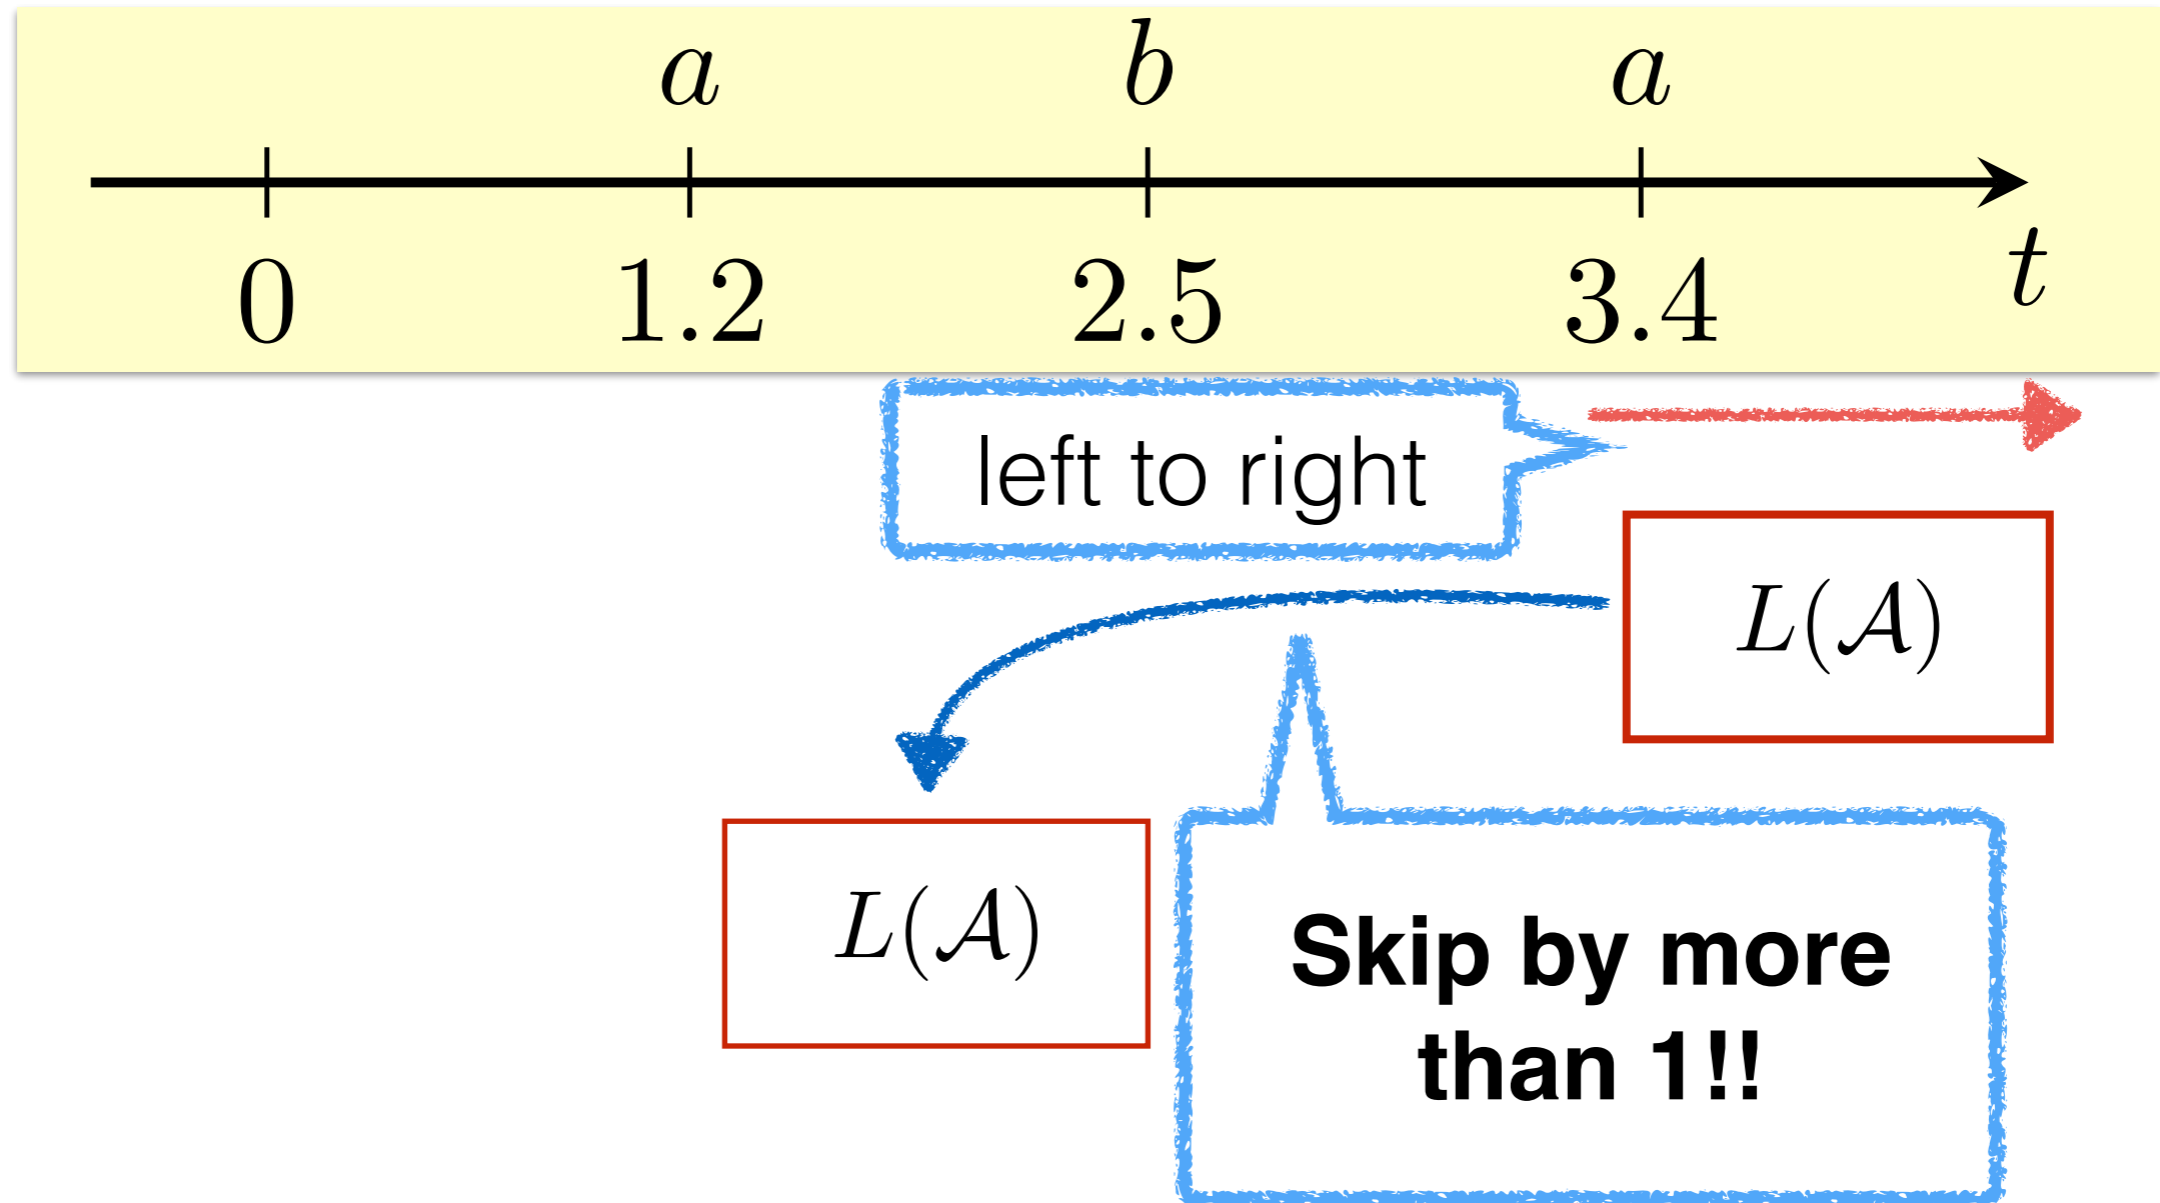 a b a
0 1.2 2.5 3.4 t
left to right
L(𝒜)
L(𝒜)
Skip by more
than 1!!